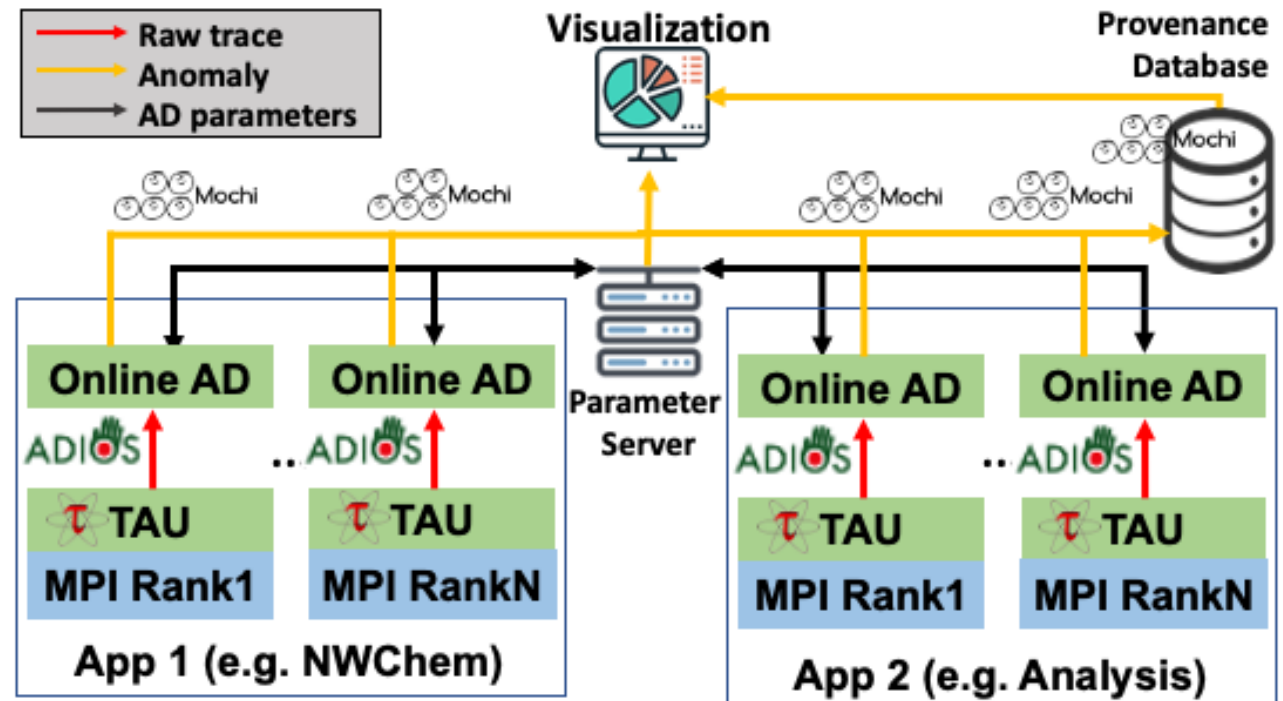 Raw trace
Anomaly
AD parameters
Visualization
Provenance
Database
Mochi
Mochi
Mochi
Mochi
Mochi
Online AD
Online AD
Parameter
Server
Online AD
Online AD
ADIOS
...
ADIOS
ADIOS
...
ADIOS
τ TAU
τ TAU
τ TAU
τ TAU
MPI Rank1
MPI RankN
MPI Rank1
MPI RankN
App 1 (e.g. NWChem)
App 2 (e.g. Analysis)